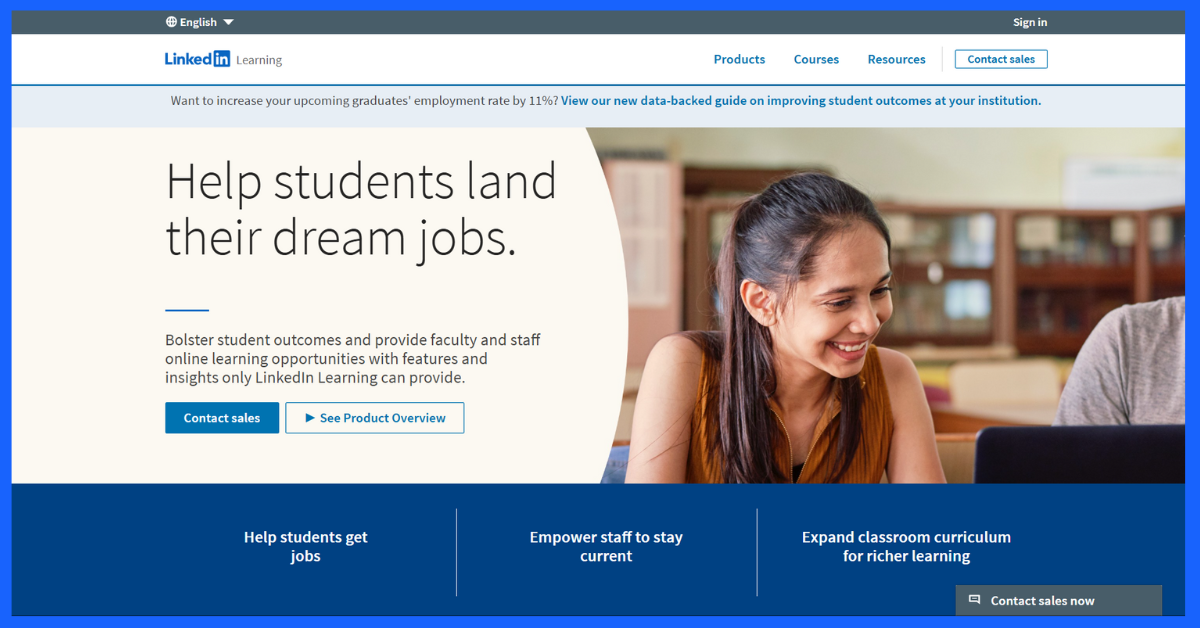 English
Sign in
LinkedIn Learning
Products
Courses
Resources
Contact sales
Want to increase your upcoming graduates' employment rate by 11%? View our new data-backed guide on improving student outcomes at your institution.
Help students land
their dream jobs.
Bolster student outcomes and provide faculty and staff
online learning opportunities with features and
insights only LinkedIn Learning can provide.
Contact sales
See Product Overview
Help students get
jobs
Empower staff to stay
current
Expand classroom curriculum
for richer learning
Contact sales now